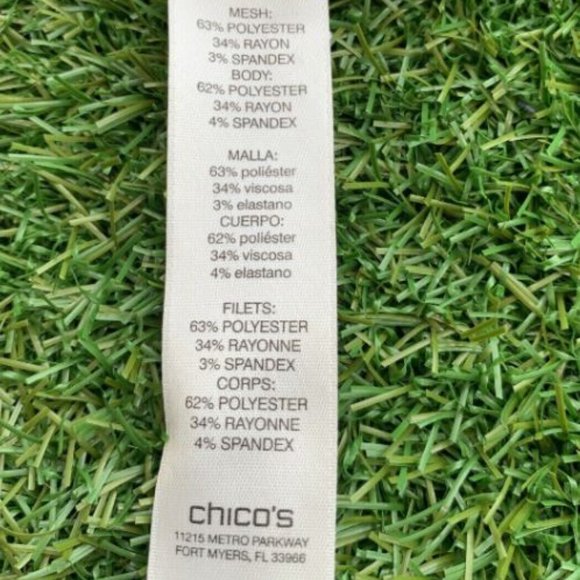 MESH:
63% POLYESTER
34% RAYON
3% SPANDEX
BODY:
62% POLYESTER
34% RAYON
4% SPANDEX
MALLA:
63% poliéster
34% viscosa
3% elastano
CUERPO:
62% poliéster
34% viscosa
4% elastano
FILETS:
63% POLYESTER
34% RAYONNE
3% SPANDEX
CORPS:
62% POLYESTER
34% RAYONNE
4% SPANDEX
chico's
11215 METRO PARKWAY
FORT MYERS, FL 33966